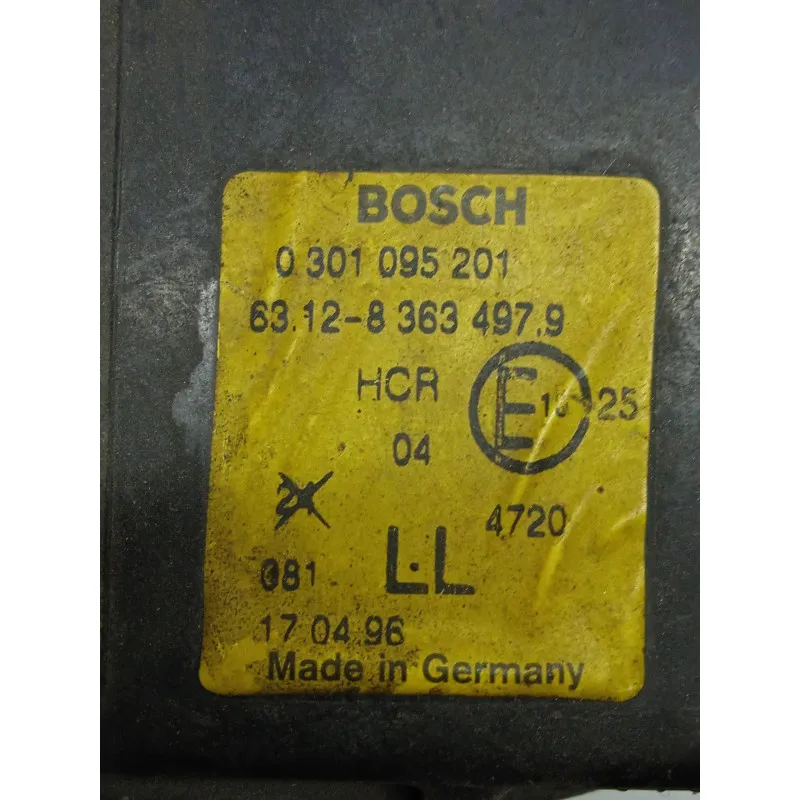 BOSCH
0 301 095 201
63.12-8 363 497.9
HCR
E 25
04
4720
081
L.L
17 04 96
Made in Germany